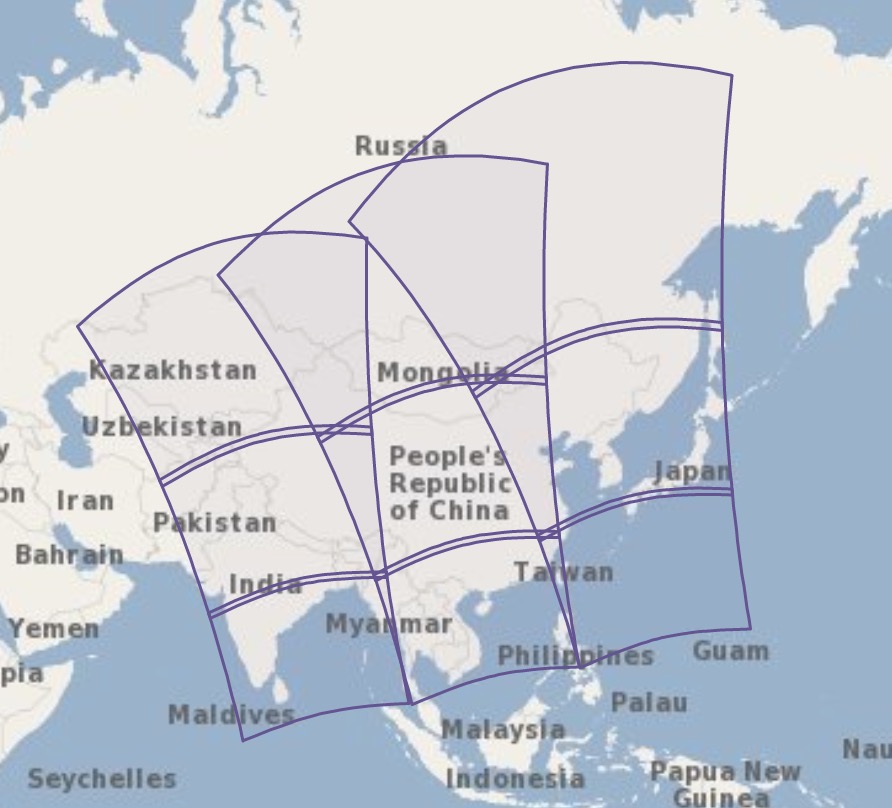 Russia
Kazakhstan
Mongolia
Uzbekistan
y
People's
Republic
of China
Japan
on
Iran
Pakistan
Bahrain
India
Taiwan
Yemen
Myanmar
Philippines
Guam
pia
Maldives
Palau
Malaysia
Nau
Seychelles
Indonesia
Papua New
Guinea